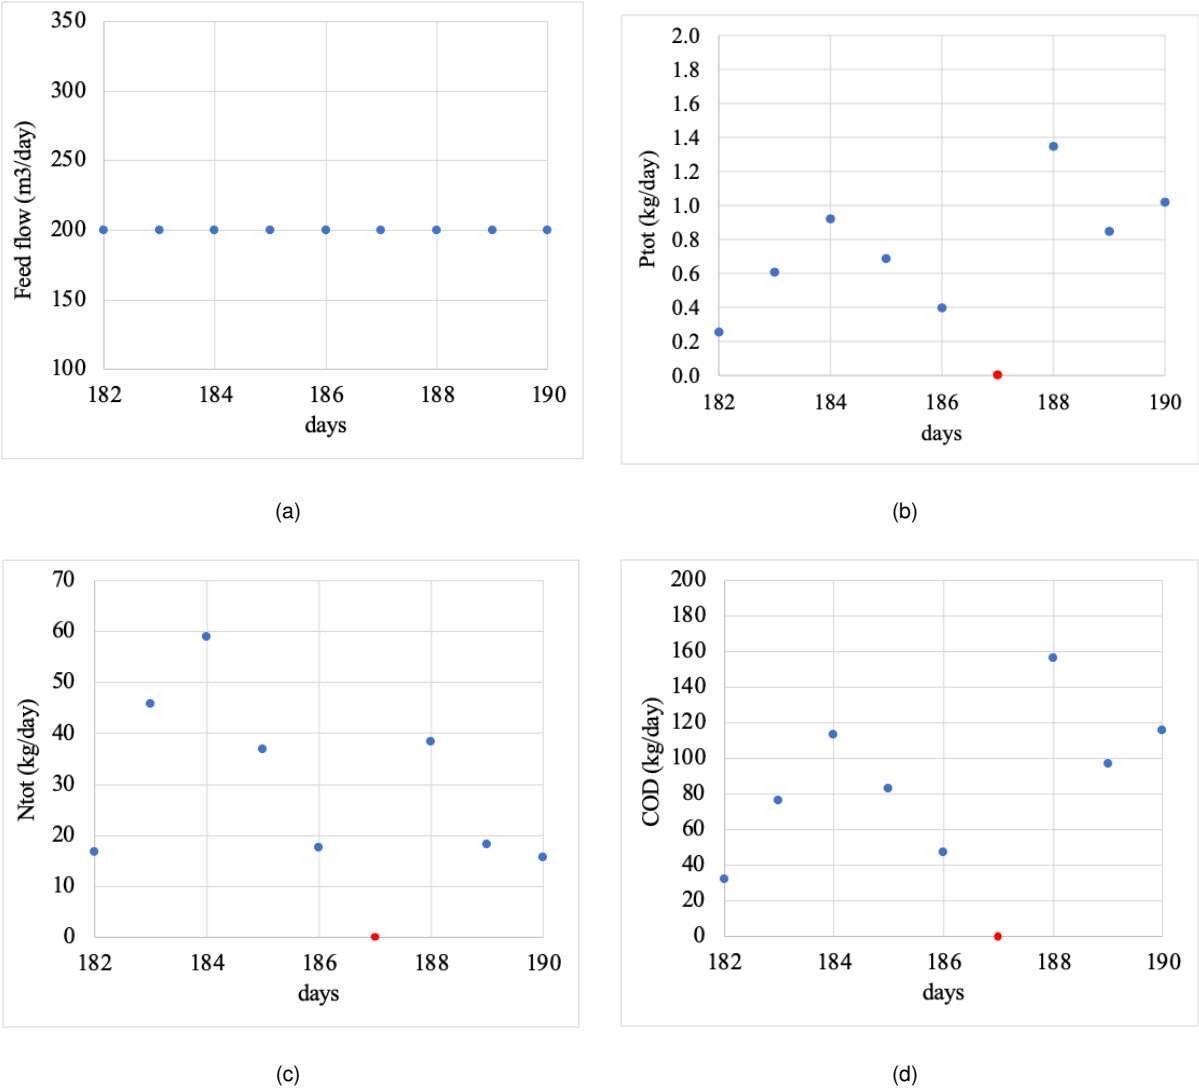 350
300
250
200
150
100
182 184 186 188 190
days
Feed flow (m3/day)
(a)
2.0
1.8
1.6
1.4
1.2
1.0
0.8
0.6
0.4
0.2
0.0
182 184 186 188 190
days
Ptot (kg/day)
(b)
70
60
50
40
30
20
10
0
182 184 186 188 190
days
Ntot (kg/day)
(c)
200
180
160
140
120
100
80
60
40
20
0
182 184 186 188 190
days
COD (kg/day)
(d)